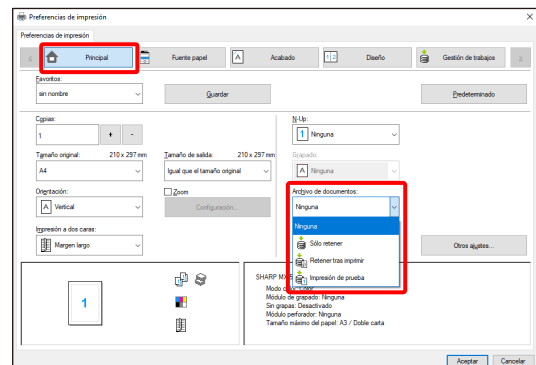 Preferencias de impresión
Preferencias de impresión
Principal
Fuente papel
A Acabado
1 2 Diseño
Gestión de trabajos
Favoritos:
sin nombre
Guardar
Predeterminado
Copias:
1 + -
N-Up:
1 Ninguna
Tamaño original: 210 x 297 mm
A4
Tamaño de salida: 210 x 297 mm
Igual que el tamaño original
Grapado:
A Ninguna
Orientación:
A Vertical
Zoom
Configuración...
Archivo de documentos:
Ninguna
Ninguna
Sólo retener
Retener tras imprimir
Impresión de prueba
Impresión a dos caras:
Margen largo
Otros ajustes...
1
SHARP
Módulo de grapado: Ninguna
Sin grapas: Desactivado
Módulo perforador: Ninguna
Tamaño máximo del papel: A3 / Doble carta
Aceptar
Cancelar